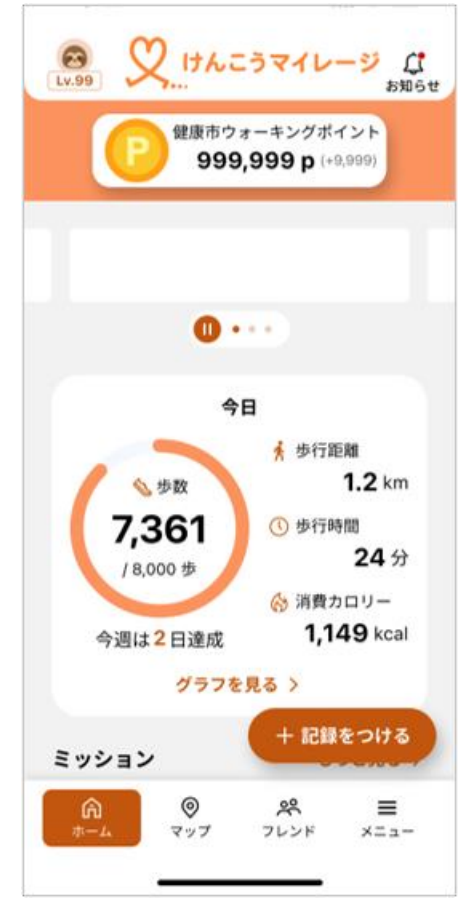 Lv.99
けんこうマイレージ
お知らせ
健康市ウォーキングポイント
P
999,999 p (+9,999)
今日
歩数
7,361
/ 8,000 歩
今週は2日達成
歩行距離
1.2 km
歩行時間
24 分
消費カロリー
1,149 kcal
グラフを見る >
+ 記録をつける
ミッション
ホーム
マップ
フレンド
メニュー